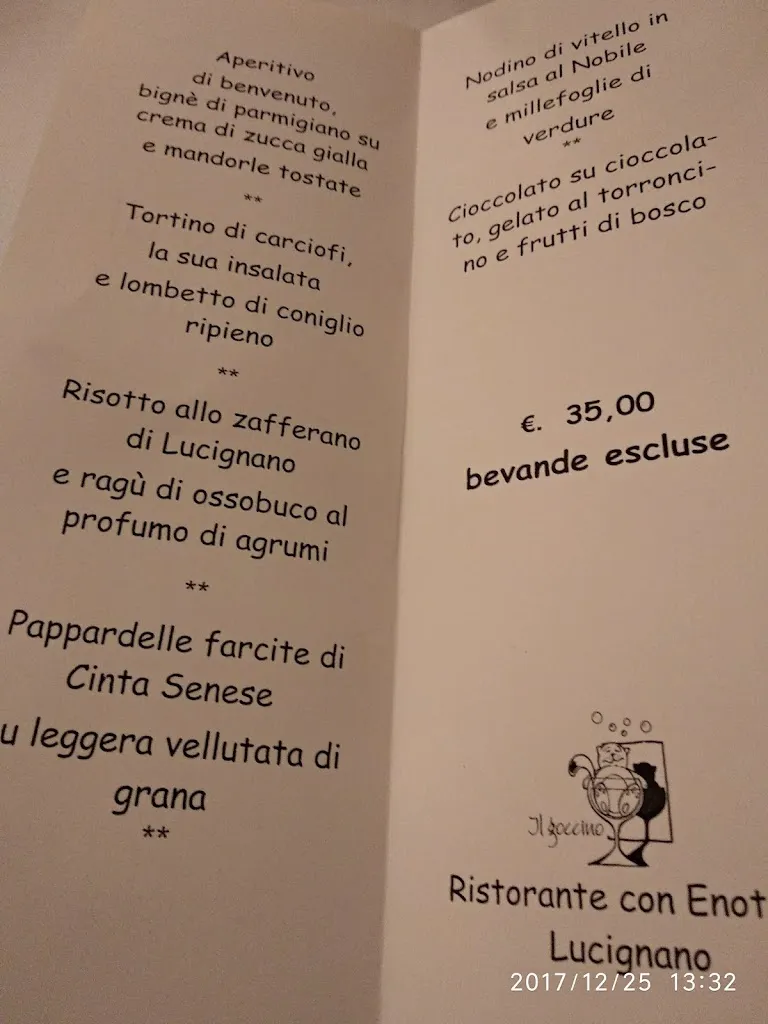 Aperitivo
di benvenuto,
bignè di parmigiano su
crema di zucca gialla
e mandorle tostate
**
Tortino di carciofi,
la sua insalata
e lombetto di coniglio
ripieno
**
Risotto allo zafferano
di Lucignano
e ragù di ossobuco al
profumo di agrumi
**
Pappardelle farcite di
Cinta Senese
u leggera vellutata di
grana
**
Nodino di vitello in
salsa al Nobile
e millefoglie di
verdure
**
Cioccolato su cioccola-
to, gelato al torronci-
no e frutti di bosco
€. 35,00
bevande escluse
Il goccino
Ristorante con Enot
Lucignano
2017/12/25 13:32